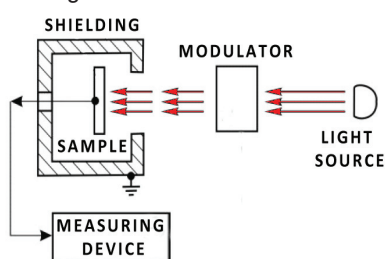 SHIELDING
MODULATOR
SAMPLE
LIGHT
SOURCE
MEASURING
DEVICE